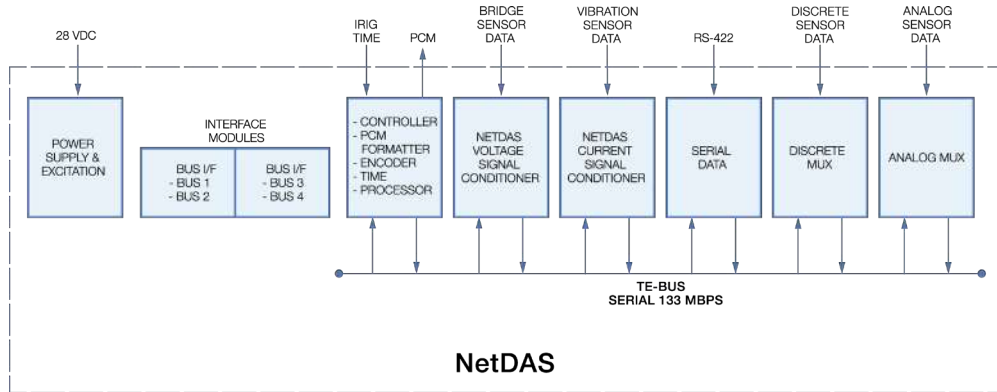 28 VDC
IRIG
TIME
PCM
BRIDGE
SENSOR
DATA
VIBRATION
SENSOR
DATA
RS-422
DISCRETE
SENSOR
DATA
ANALOG
SENSOR
DATA
POWER
SUPPLY &
EXCITATION
INTERFACE
MODULES
BUS I/F
- BUS 1
- BUS 2
BUS I/F
- BUS 3
- BUS 4
- CONTROLLER
- PCM
FORMATTER
- ENCODER
- TIME
- PROCESSOR
NETDAS
VOLTAGE
SIGNAL
CONDITIONER
NETDAS
CURRENT
SIGNAL
CONDITIONER
SERIAL
DATA
DISCRETE
MUX
ANALOG MUX
TE-BUS
SERIAL 133 MBPS
NetDAS